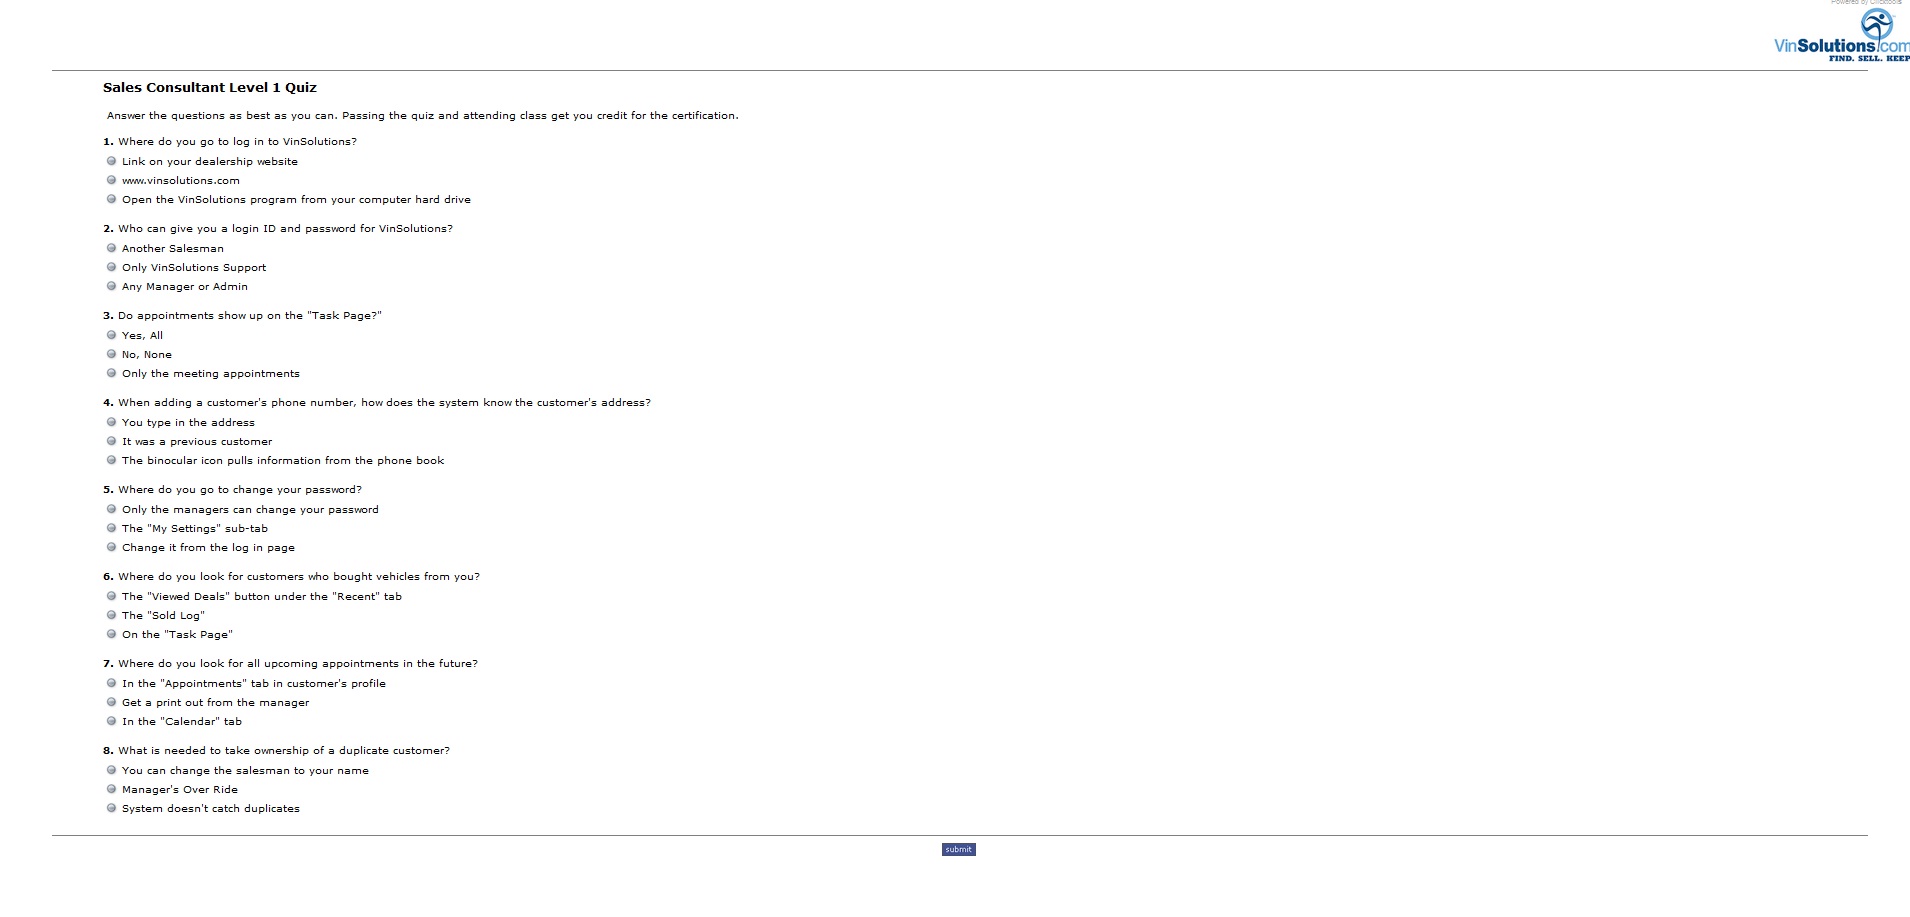 Powered by Clicktools
VinSolutions.com
FIND. SELL. KEEP
Sales Consultant Level 1 Quiz
Answer the questions as best as you can. Passing the quiz and attending class get you credit for the certification.
1. Where do you go to log in to VinSolutions?
Link on your dealership website
www.vinsolutions.com
Open the VinSolutions program from your computer hard drive
2. Who can give you a login ID and password for VinSolutions?
Another Salesman
Only VinSolutions Support
Any Manager or Admin
3. Do appointments show up on the "Task Page?"
Yes, All
No, None
Only the meeting appointments
4. When adding a customer's phone number, how does the system know the customer's address?
You type in the address
It was a previous customer
The binocular icon pulls information from the phone book
5. Where do you go to change your password?
Only the managers can change your password
The "My Settings" sub-tab
Change it from the log in page
6. Where do you look for customers who bought vehicles from you?
The "Viewed Deals" button under the "Recent" tab
The "Sold Log"
On the "Task Page"
7. Where do you look for all upcoming appointments in the future?
In the "Appointments" tab in customer's profile
Get a print out from the manager
In the "Calendar" tab
8. What is needed to take ownership of a duplicate customer?
You can change the salesman to your name
Manager's Over Ride
System doesn't catch duplicates
submit